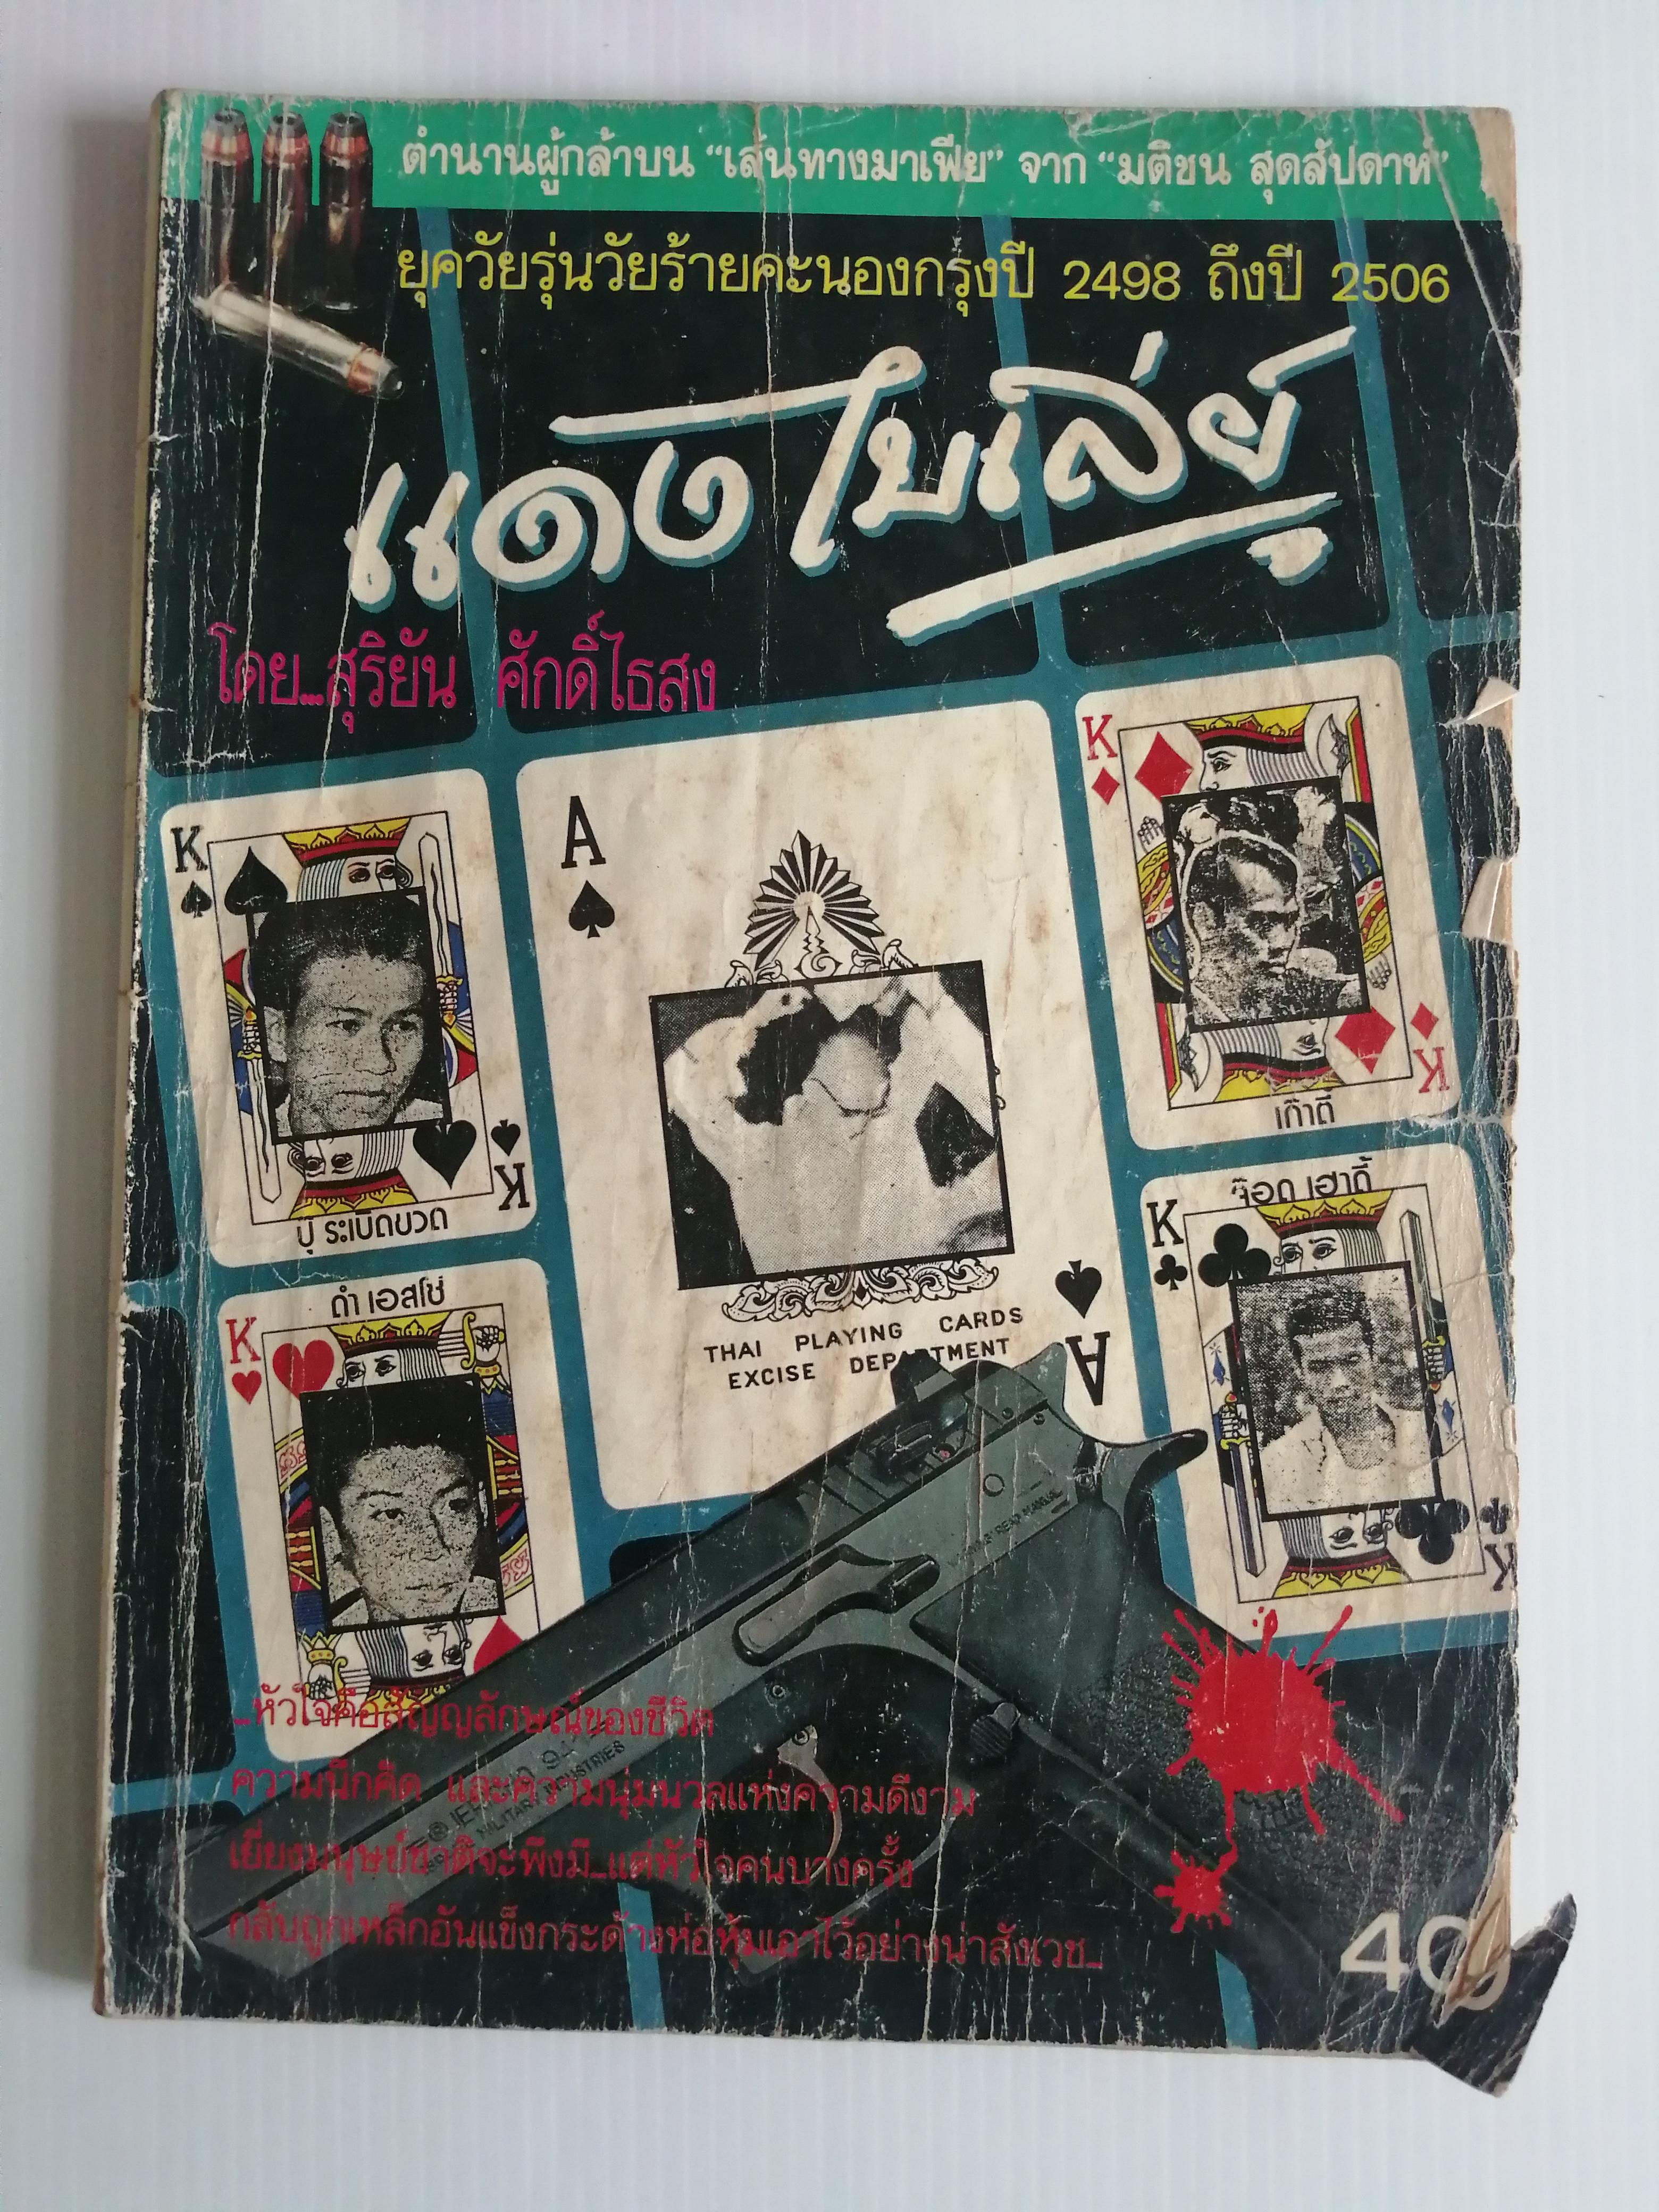 ตำนานผู้กล้าบน “เส้นทางมาเฟีย” จาก “มติชน สุดสัปดาห์”
ยุควัยรุ่นวัยร้ายคะนองกรุงปี 2498 ถึงปี 2506
แดง ไบเล่ย์
โดย...สุริยัน ศักดิ์ไธสง
K
ปุ ระเบิดขวด
K
ดำ เอสโซ่
K
A
THAI PLAYING CARDS
EXCISE DEPARTMENT
A
K
K
เก๊าตี๋
จ๊อด เฮาดี้
K
K
...หัวใจคือสัญญลักษณ์ของชีวิต
ความนึกคิด และความนุ่มนวลแห่งความดีงาม
เยี่ยงมนุษย์ชาติจะพึงมี...แต่หัวใจคนบางครั้ง
กลับถูกเหล็กอันแข็งกระด้างห่อหุ้มเอาไว้อย่างน่าสังเวช...
INDUSTRIES
40